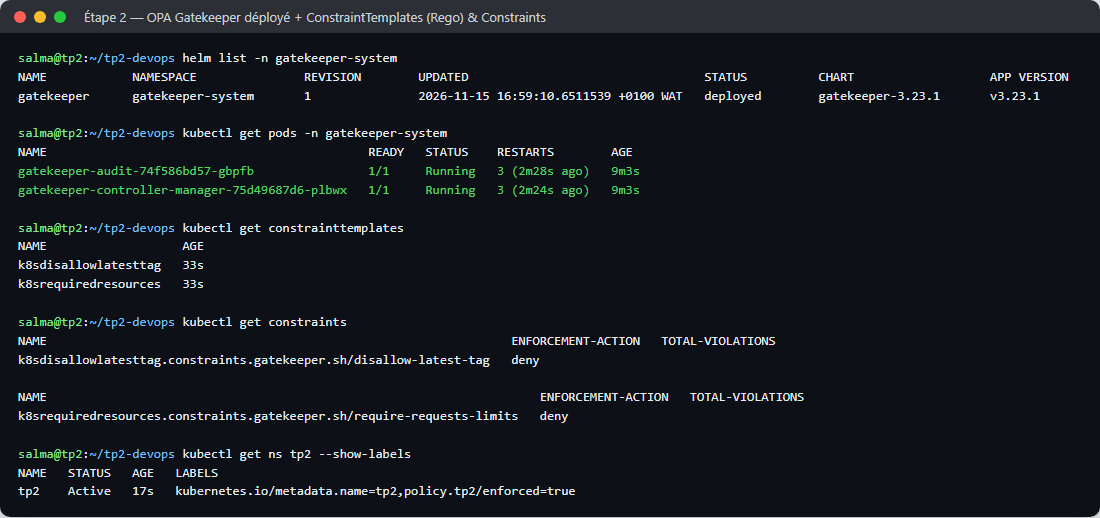 Étape 2 — OPA Gatekeeper déployé + ConstraintTemplates (Rego) & Constraints
salma@tp2:~/tp2-devops helm list -n gatekeeper-system
NAME NAMESPACE REVISION UPDATED STATUS CHART APP VERSION
gatekeeper gatekeeper-system 1 2026-11-15 16:59:10.6511539 +0100 WAT deployed gatekeeper-3.23.1 v3.23.1
salma@tp2:~/tp2-devops kubectl get pods -n gatekeeper-system
NAME READY STATUS RESTARTS AGE
gatekeeper-audit-74f586bd57-gbpfb 1/1 Running 3 (2m28s ago) 9m3s
gatekeeper-controller-manager-75d49687d6-plbwx 1/1 Running 3 (2m24s ago) 9m3s
salma@tp2:~/tp2-devops kubectl get constrainttemplates
NAME AGE
k8sdisallowlatesttag 33s
k8srequiredresources 33s
salma@tp2:~/tp2-devops kubectl get constraints
NAME ENFORCEMENT-ACTION TOTAL-VIOLATIONS
k8sdisallowlatesttag.constraints.gatekeeper.sh/disallow-latest-tag deny
NAME ENFORCEMENT-ACTION TOTAL-VIOLATIONS
k8srequiredresources.constraints.gatekeeper.sh/require-requests-limits deny
salma@tp2:~/tp2-devops kubectl get ns tp2 --show-labels
NAME STATUS AGE LABELS
tp2 Active 17s kubernetes.io/metadata.name=tp2,policy.tp2/enforced=true